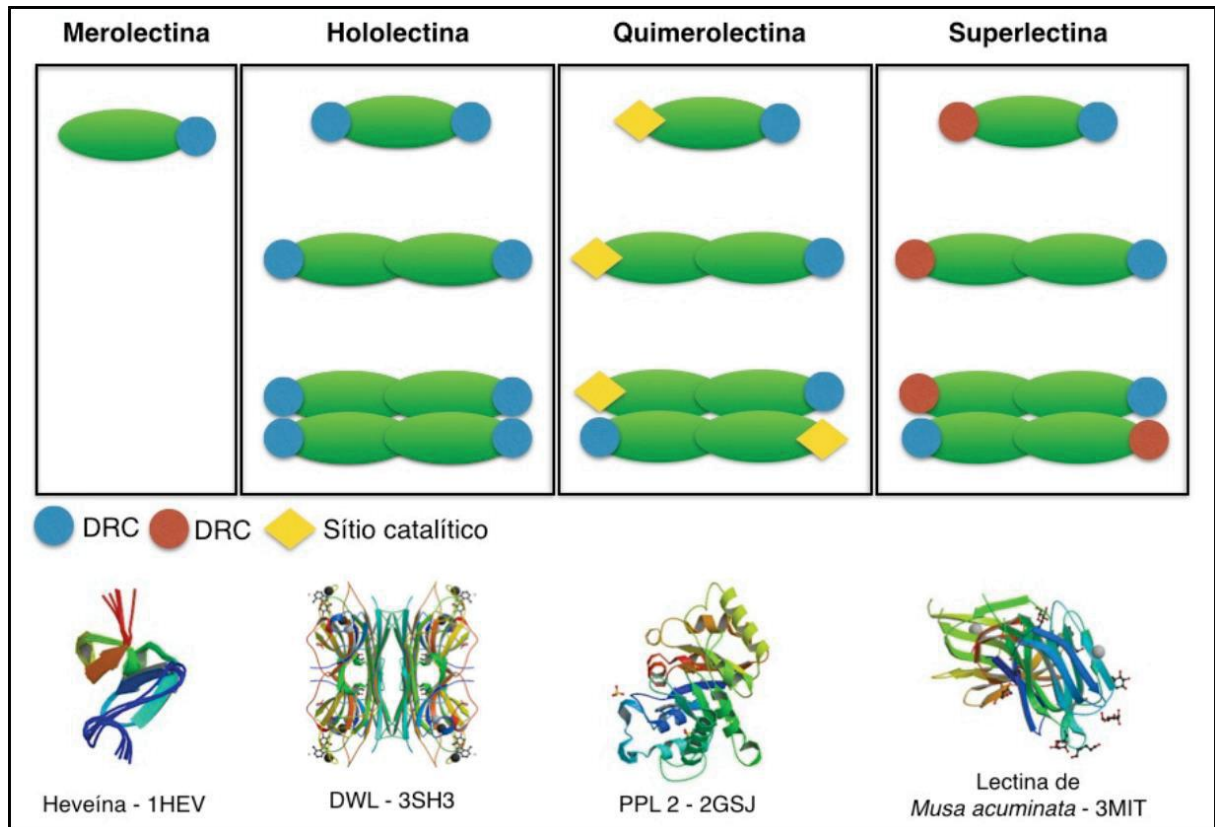 Merolectina
Hololectina
Quimerolectina
Superlectina
DRC
DRC
Sítio catalítico
Heveína - 1HEV
DWL - 3SH3
PPL 2 - 2GSJ
Lectina de
Musa acuminata - 3MIT